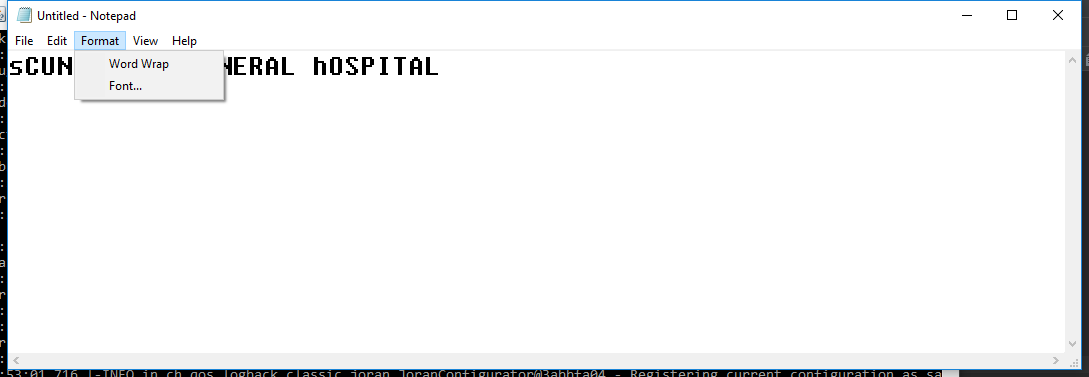 Untitled - Notepad
File Edit Format View Help
Word Wrap
Font...
sCUN NERAL hOSPITAL
:53:01,716 |-INFO in ch.qos.logback.classic.joran.JoranConfigurator@3abbfa04 - Registering current configuration as sa